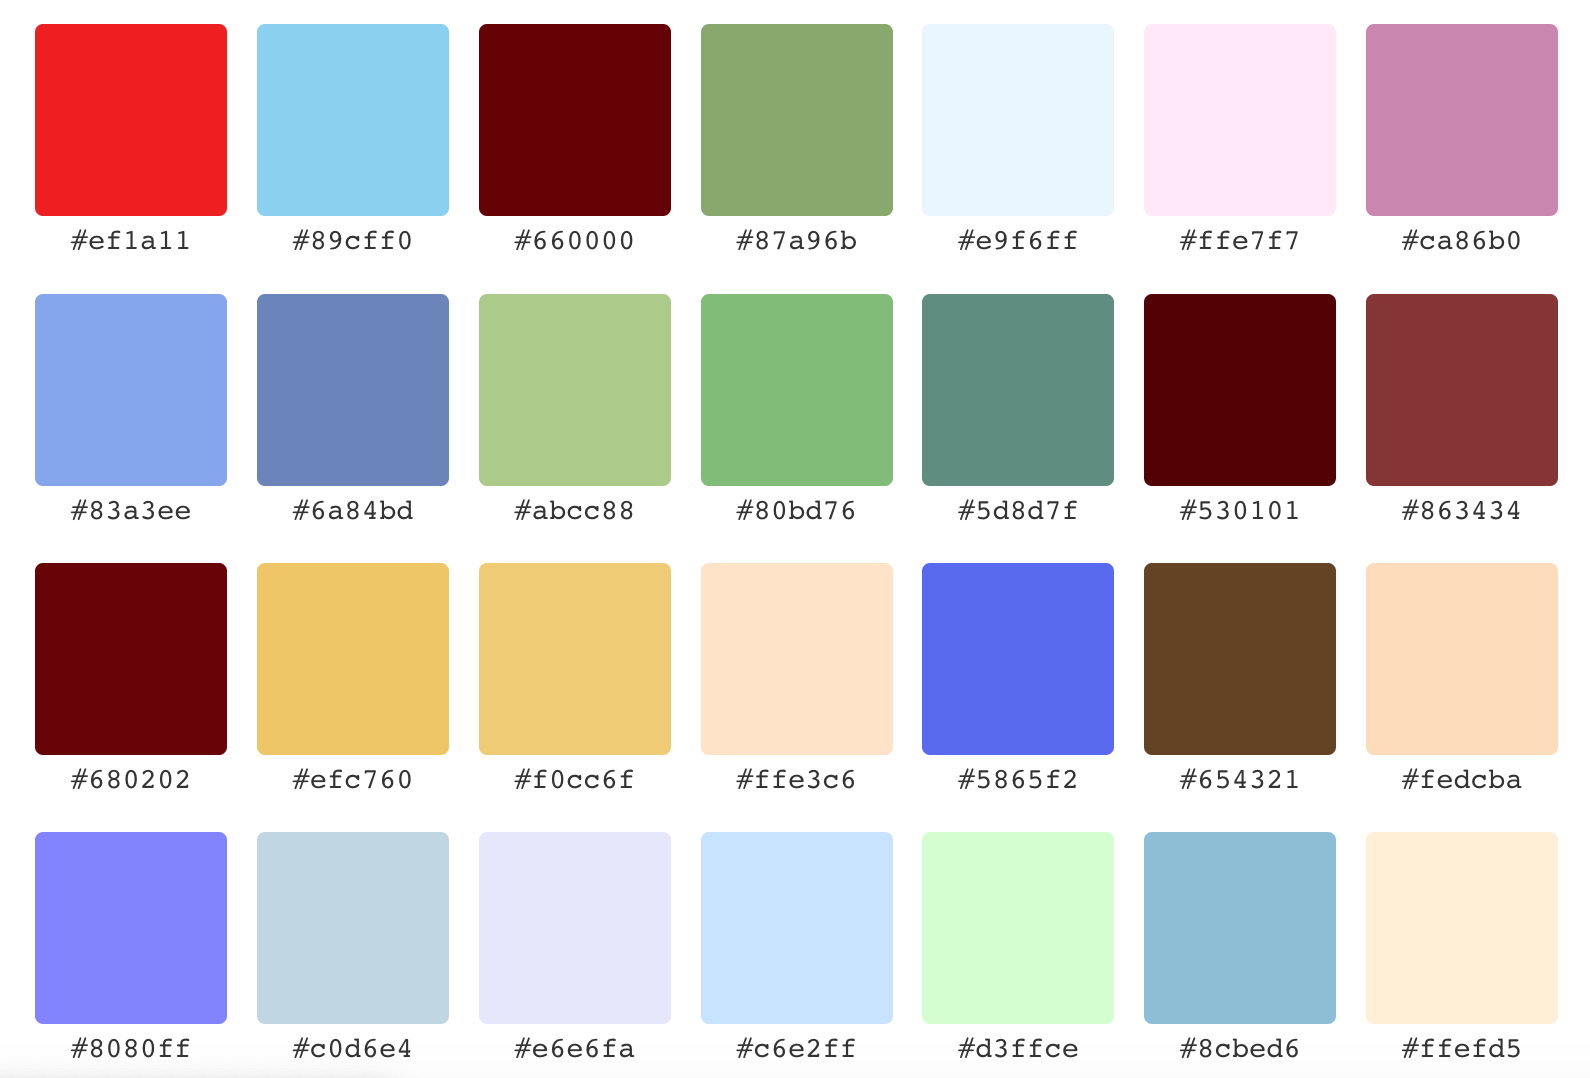 #ef1a11 #89cff0 #660000 #87a96b #e9f6ff #ffe7f7 #ca86b0
#83a3ee #6a84bd #abcc88 #80bd76 #5d8d7f #530101 #863434
#680202 #efc760 #f0cc6f #ffe3c6 #5865f2 #654321 #fedcba
#8080ff #c0d6e4 #e6e6fa #c6e2ff #d3ffce #8cbed6 #ffefd5